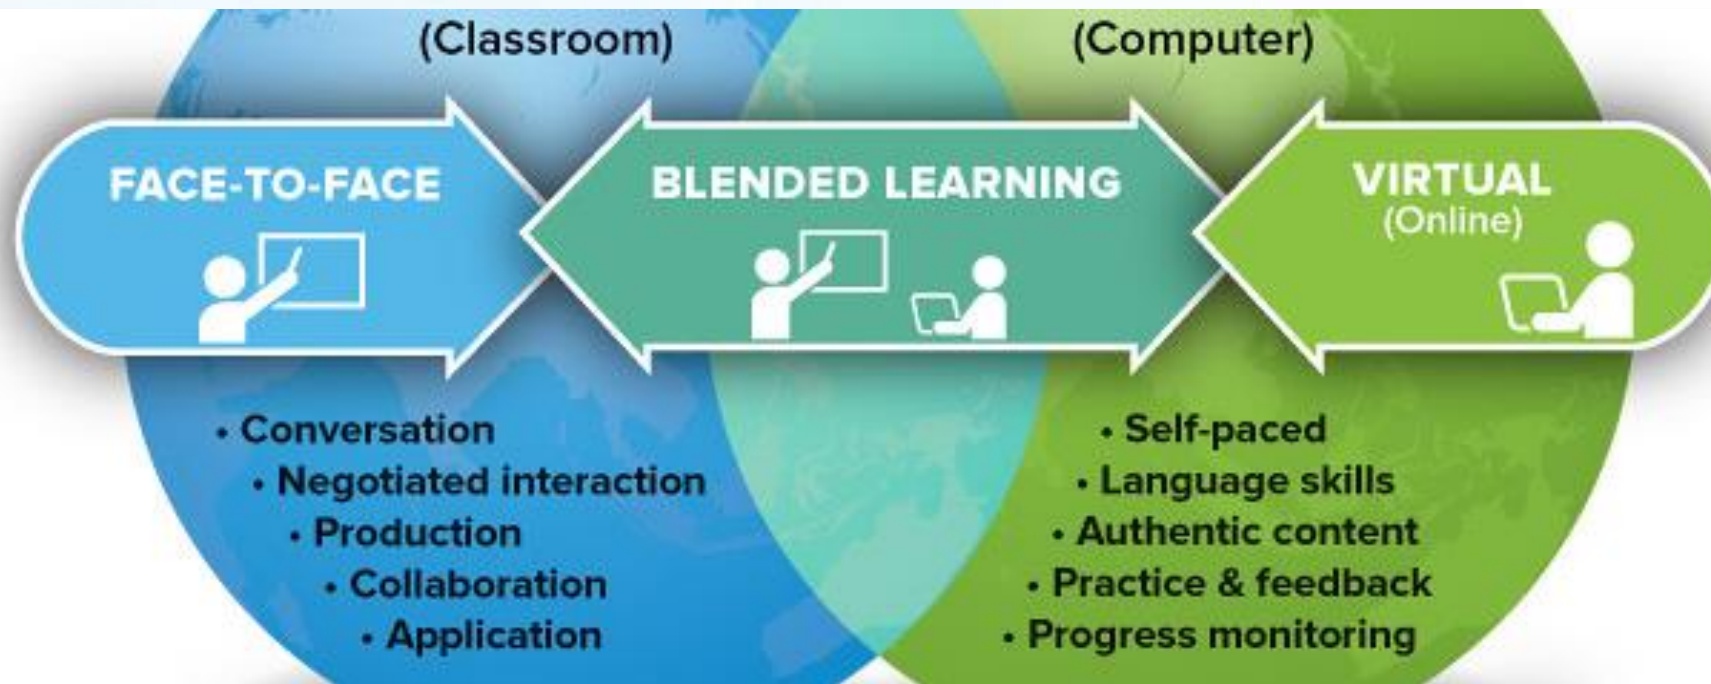 (Classroom)
(Computer)
FACE-TO-FACE
BLENDED LEARNING
VIRTUAL
(Online)
• Conversation
• Negotiated interaction
• Production
• Collaboration
• Application
• Self-paced
• Language skills
• Authentic content
• Practice & feedback
• Progress monitoring